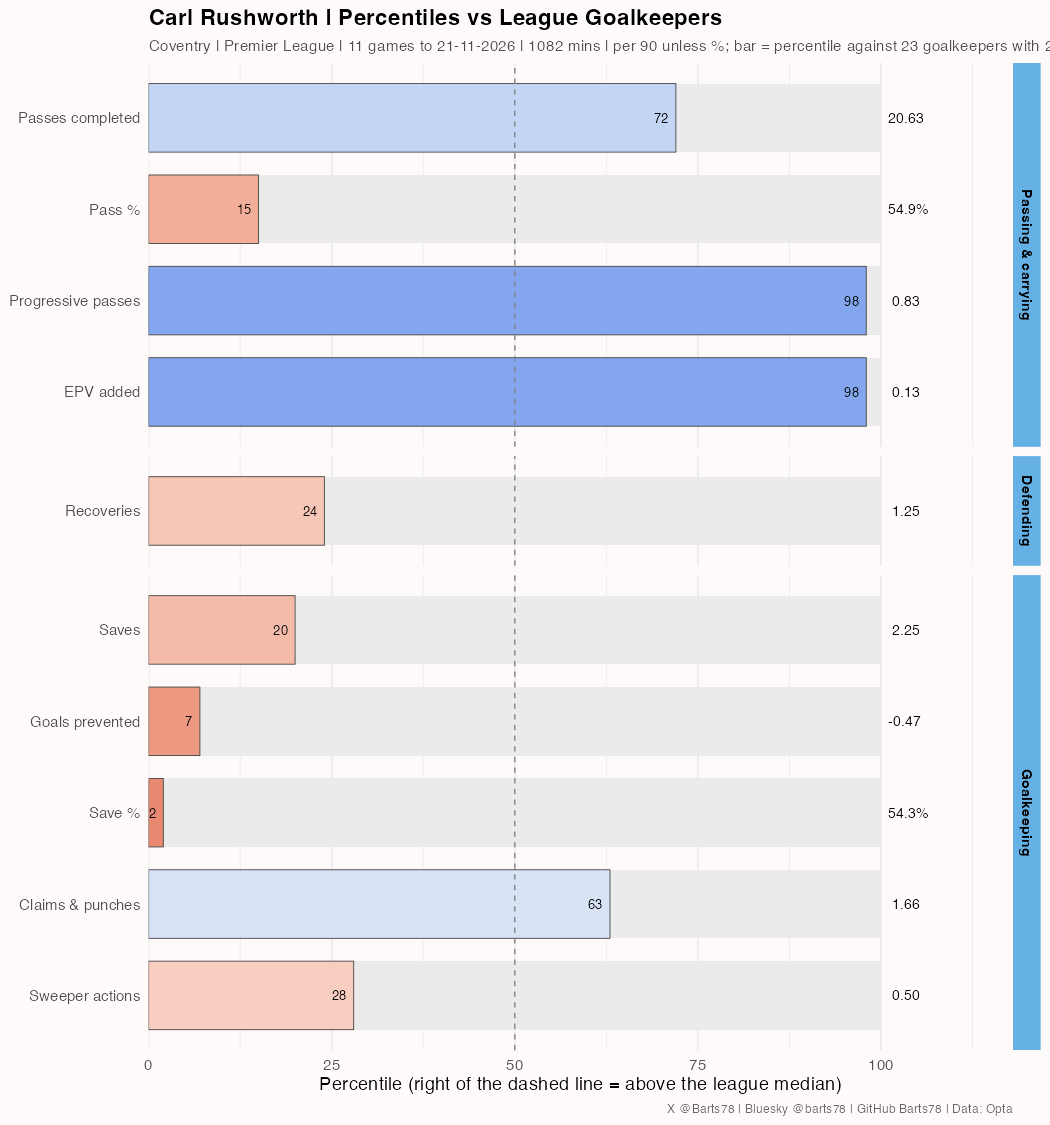 Carl Rushworth | Percentiles vs League Goalkeepers
Coventry | Premier League | 11 games to 21-11-2026 | 1082 mins | per 90 unless %; bar = percentile against 23 goalkeepers with 2
Passes completed 72 20.63
Pass % 15 54.9%
Progressive passes 98 0.83
EPV added 98 0.13
Passing & carrying
Recoveries 24 1.25
Defending
Saves 20 2.25
Goals prevented 7 -0.47
Save % 2 54.3%
Claims & punches 63 1.66
Sweeper actions 28 0.50
Goalkeeping
0 25 50 75 100
Percentile (right of the dashed line = above the league median)
X @Barts78 | Bluesky @barts78 | GitHub Barts78 | Data: Opta